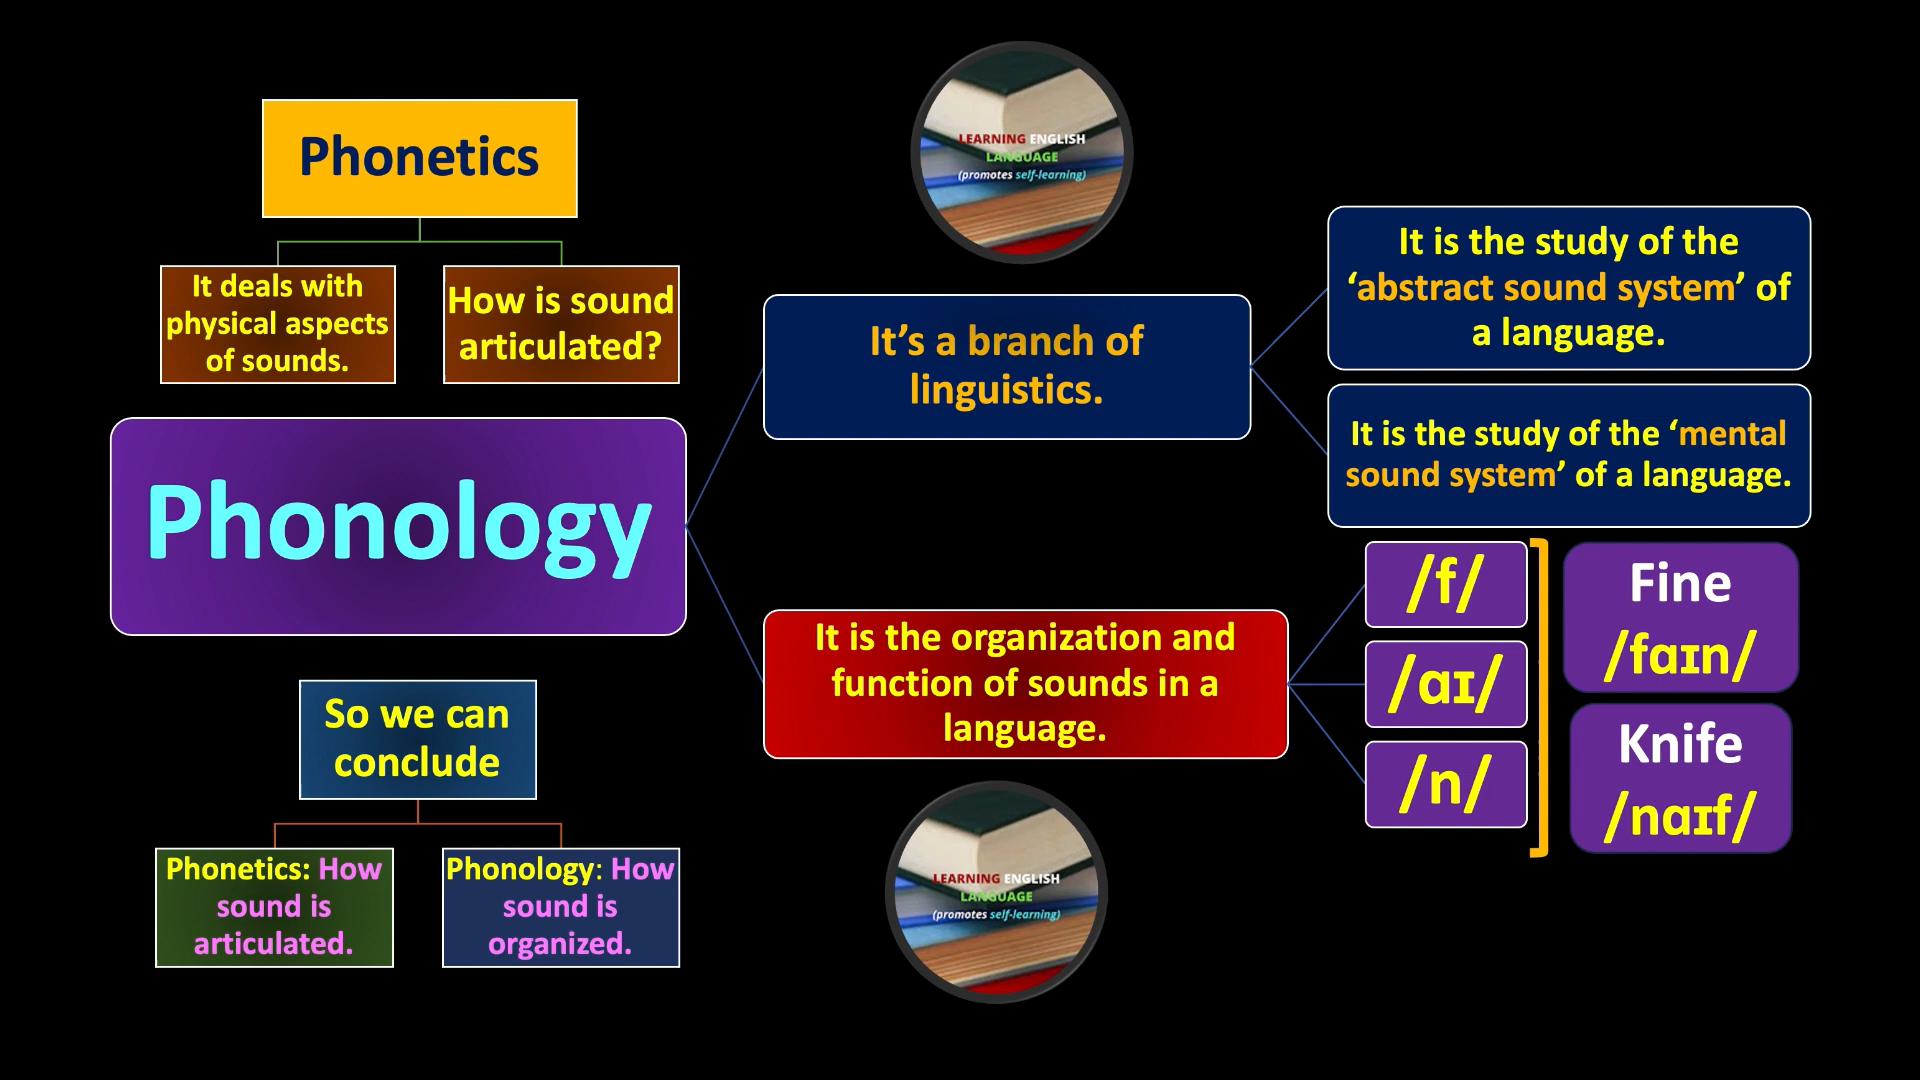 Phonetics
It deals with
physical aspects
of sounds.
How is sound
articulated?
LEARNING ENGLISH
LANGUAGE
(promotes self-learning)
Phonology
It’s a branch of
linguistics.
It is the study of the
‘abstract sound system’ of
a language.
It is the study of the ‘mental
sound system’ of a language.
It is the organization and
function of sounds in a
language.
/f/
/ɑɪ/
/n/
Fine
/fɑɪn/
Knife
/nɑɪf/
So we can
conclude
Phonetics: How
sound is
articulated.
Phonology: How
sound is
organized.
LEARNING ENGLISH
LANGUAGE
(promotes self-learning)